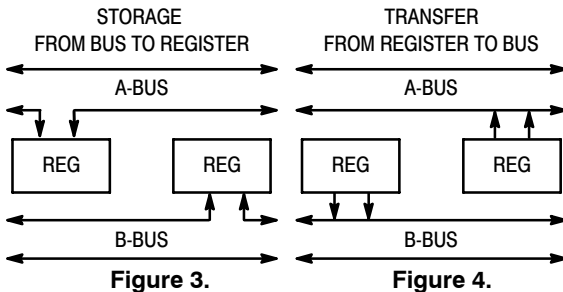 STORAGE
FROM BUS TO REGISTER
A-BUS
REG
REG
B-BUS
Figure 3.
TRANSFER
FROM REGISTER TO BUS
A-BUS
REG
REG
B-BUS
Figure 4.